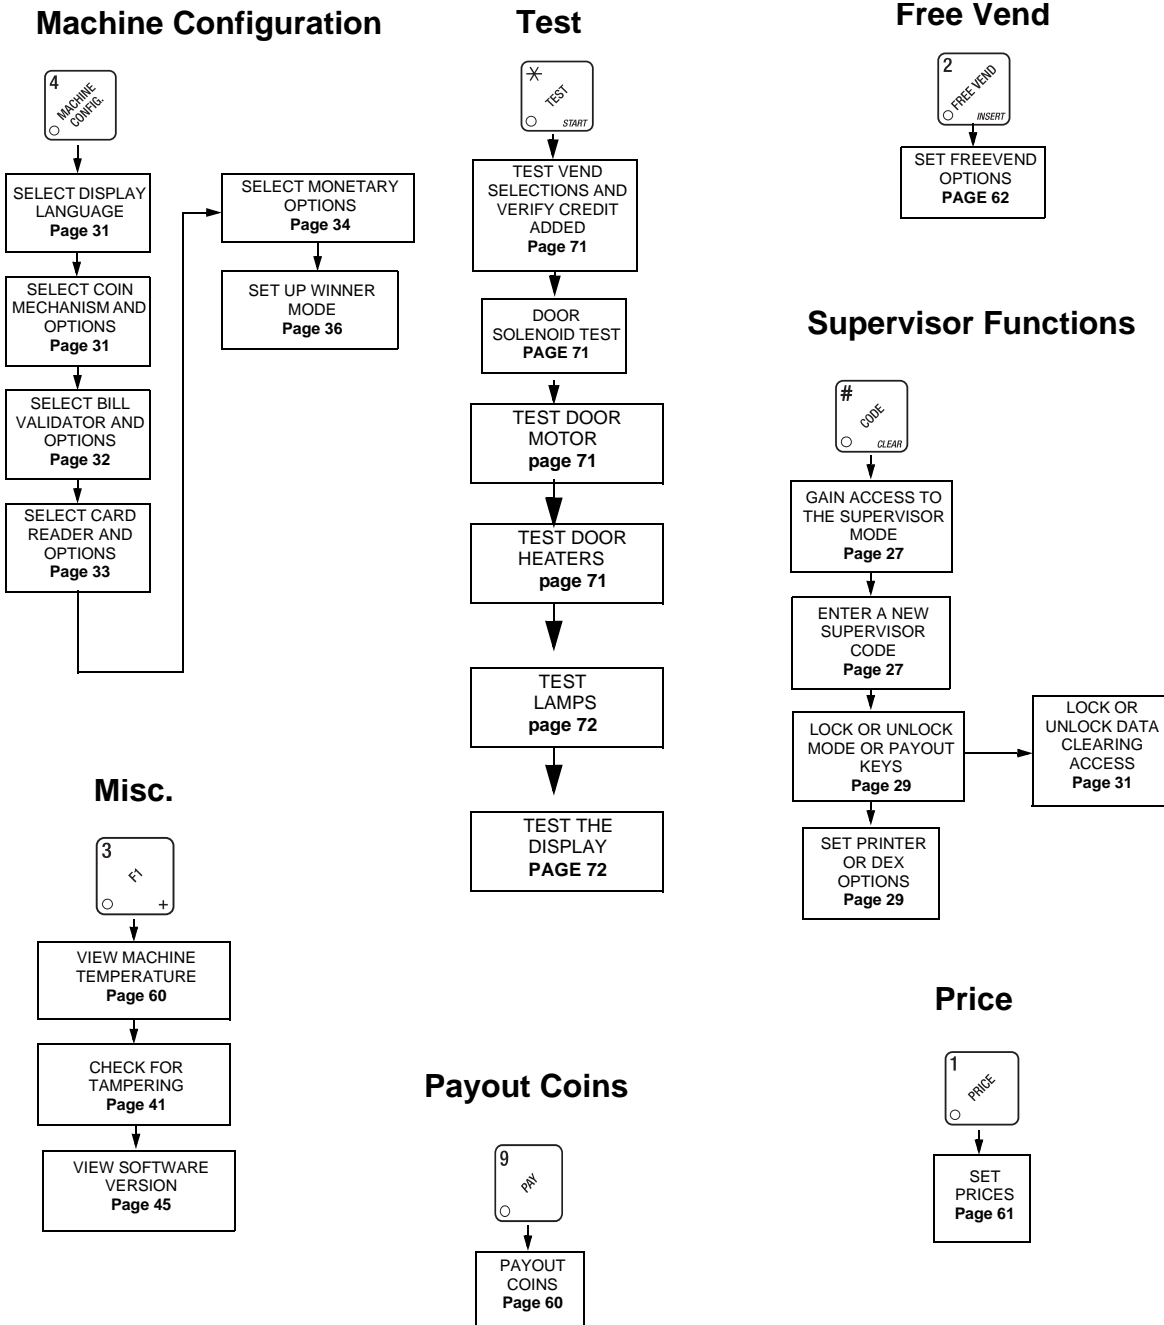 Machine Configuration
4
MACHINE
CONFIG.
SELECT DISPLAY
LANGUAGE
Page 31
SELECT COIN
MECHANISM AND
OPTIONS
Page 31
SELECT BILL
VALIDATOR AND
OPTIONS
Page 32
SELECT CARD
READER AND
OPTIONS
Page 33
SELECT MONETARY
OPTIONS
Page 34
SET UP WINNER
MODE
Page 36
Test
TEST
START
TEST VEND
SELECTIONS AND
VERIFY CREDIT
ADDED
Page 71
DOOR
SOLENOID TEST
PAGE 71
TEST DOOR
MOTOR
page 71
TEST DOOR
HEATERS
page 71
TEST
LAMPS
page 72
TEST THE
DISPLAY
PAGE 72
Free Vend
2
FREE VEND
INSERT
SET FREEVEND
OPTIONS
PAGE 62
Supervisor Functions
#
CODE
CLEAR
GAIN ACCESS TO
THE SUPERVISOR
MODE
Page 27
ENTER A NEW
SUPERVISOR
CODE
Page 27
LOCK OR UNLOCK
MODE OR PAYOUT
KEYS
Page 29
LOCK OR
UNLOCK DATA
CLEARING
ACCESS
Page 31
SET PRINTER
OR DEX
OPTIONS
Page 29
Misc.
3
F1
+
VIEW MACHINE
TEMPERATURE
Page 60
CHECK FOR
TAMPERING
Page 41
VIEW SOFTWARE
VERSION
Page 45
Payout Coins
9
PAY
PAYOUT
COINS
Page 60
Price
1
PRICE
SET
PRICES
Page 61